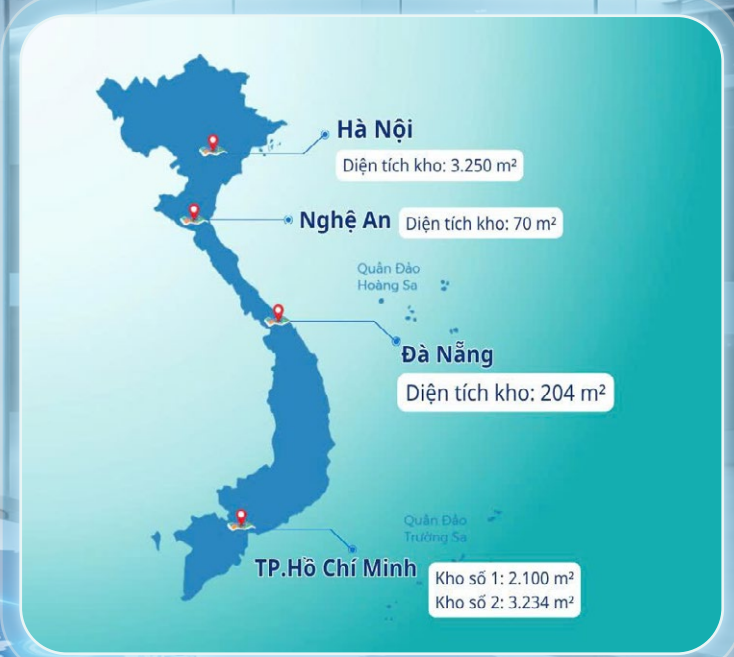 Hà Nội
Diện tích kho: 3.250 m²
Nghệ An
Diện tích kho: 70 m²
Quần Đảo
Hoàng Sa
Đà Nẵng
Diện tích kho: 204 m²
Quần Đảo
Trường Sa
TP.Hồ Chí Minh
Kho số 1: 2.100 m²
Kho số 2: 3.234 m²